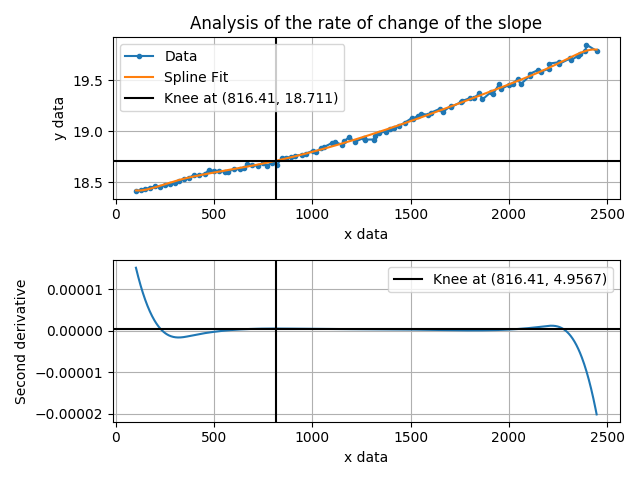 Analysis of the rate of change of the slope
Data
Spline Fit
Knee at (816.41, 18.711)
19.5
19.0
18.5
y data
0 500 1000 1500 2000 2500
x data
Knee at (816.41, 4.9567)
0.00001
0.00000
−0.00001
−0.00002
Second derivative
0 500 1000 1500 2000 2500
x data